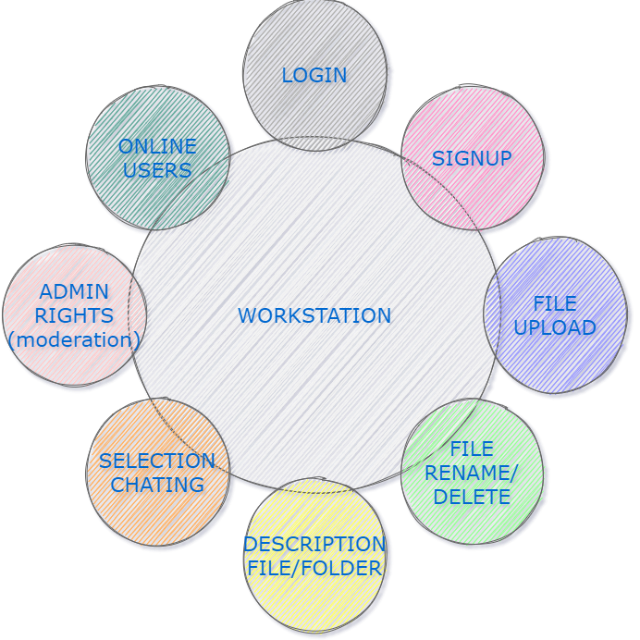 LOGIN
SIGNUP
FILE
UPLOAD
FILE
RENAME/
DELETE
DESCRIPTION
FILE/FOLDER
SELECTION
CHATING
ADMIN
RIGHTS
(moderation)
ONLINE
USERS
WORKSTATION